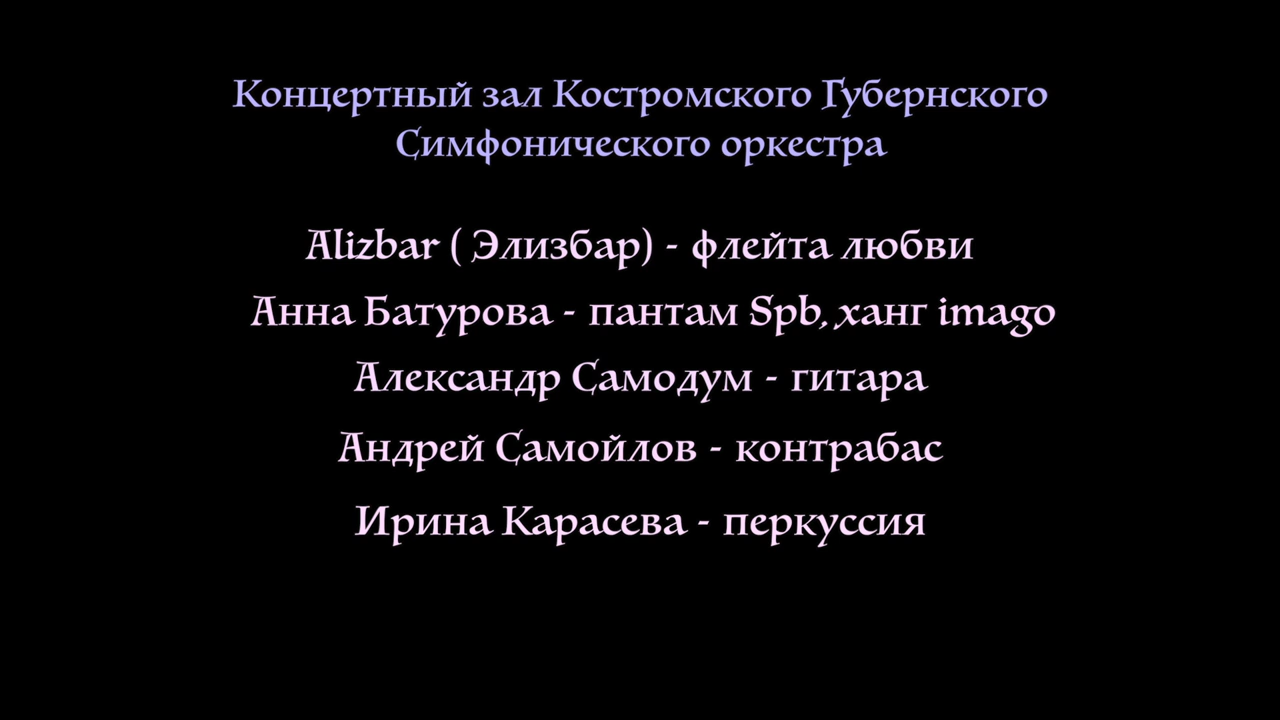 Концертный зал Костромского Губернского
Симфонического оркестра
Alizbar ( Элизбар) - флейта любви
Анна Батурова - пантам Spb, ханг imago
Александр Самодум - гитара
Андрей Самойлов - контрабас
Ирина Карасева - перкуссия